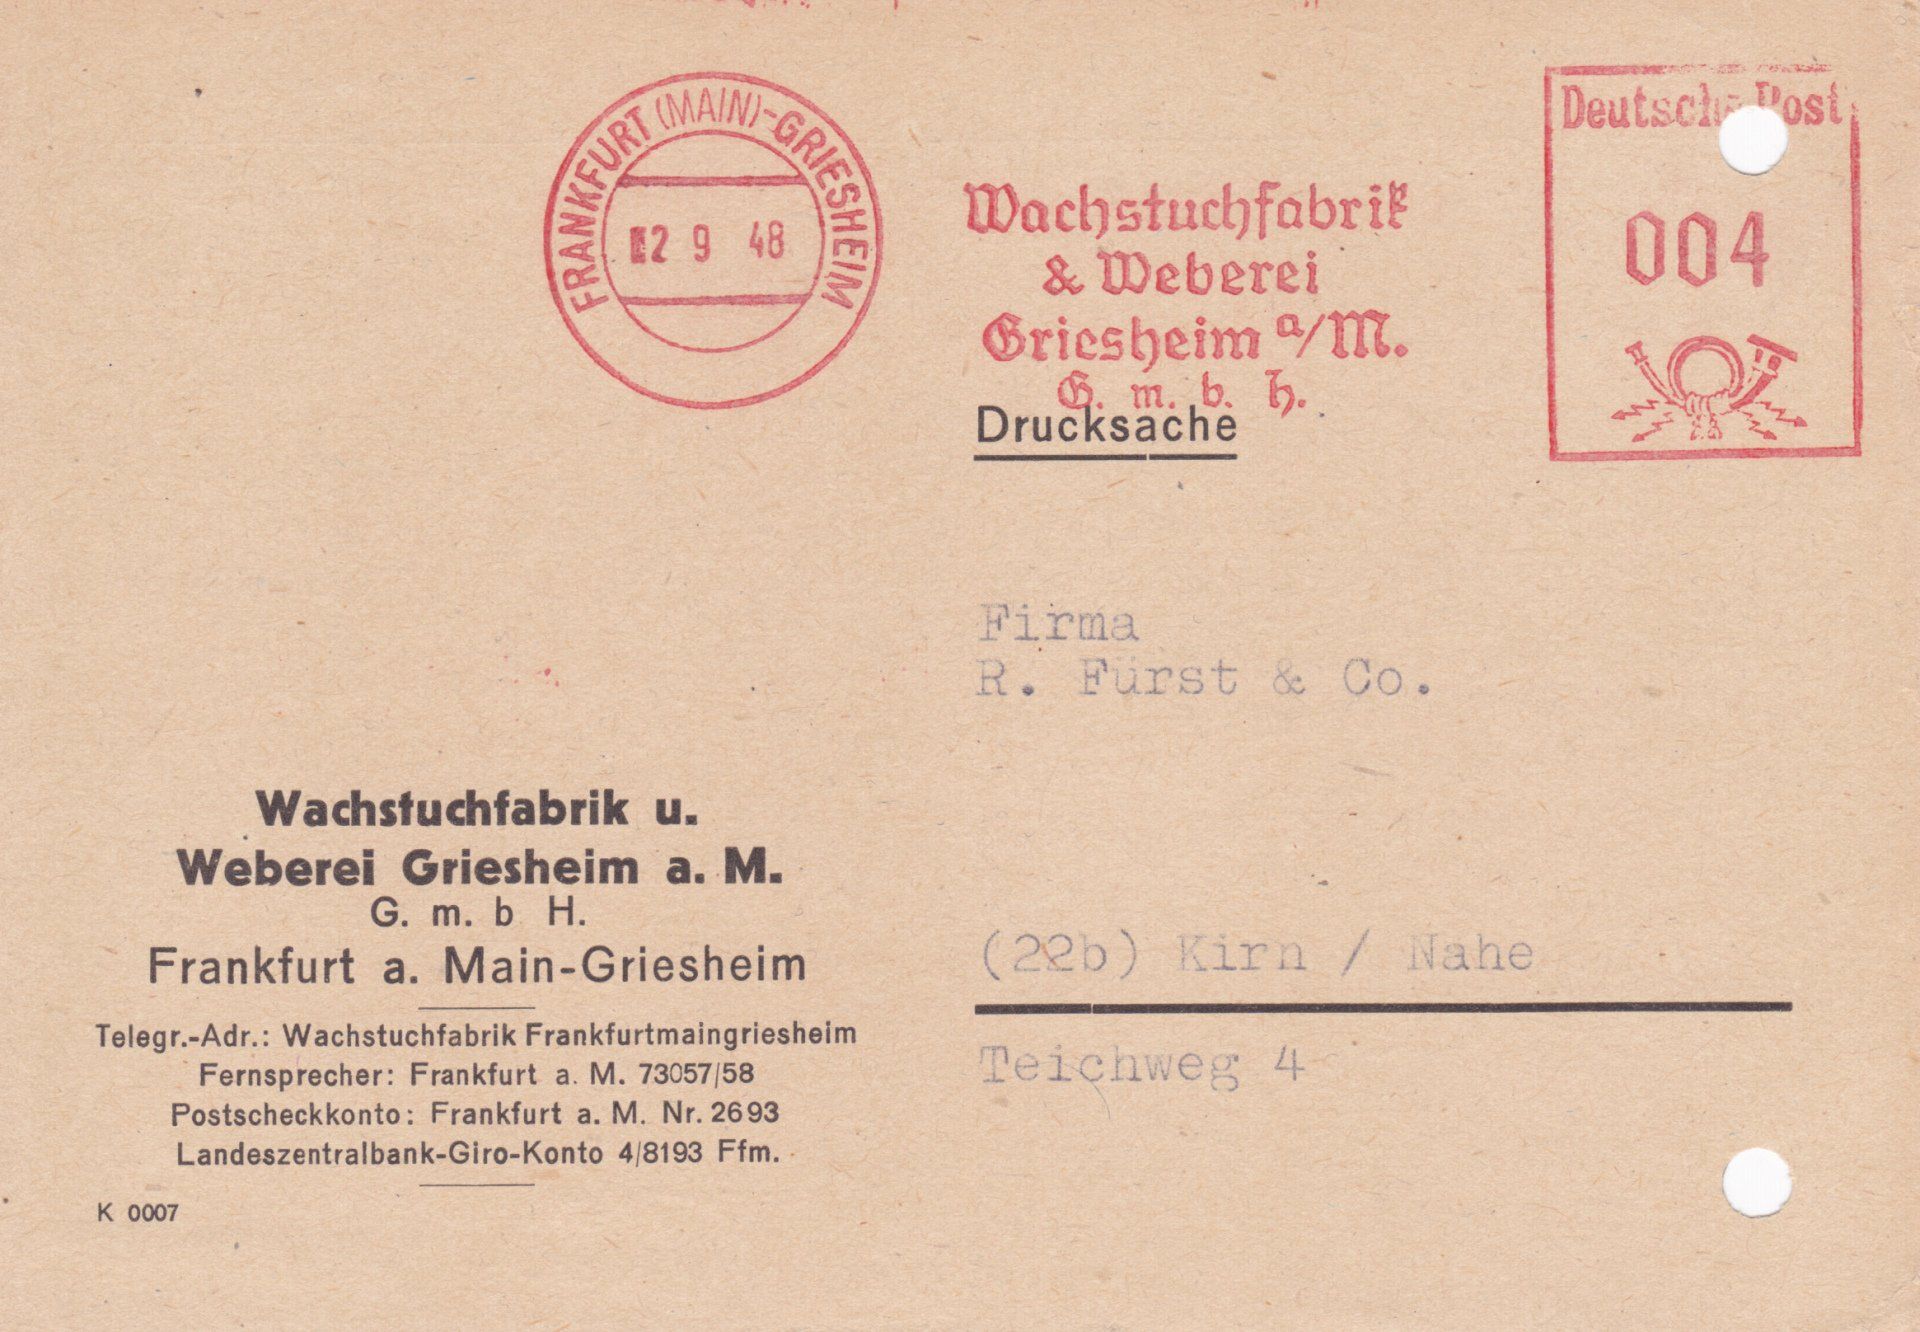 FRANKFURT (MAIN)-GRIESHEIM
2 9 48
Wachstuchfabrik
& Weberei
Griesheim a/M.
G. m. b. H.
Deutsche Post
004
Drucksache
Firma
R. Fürst & Co.
(22b) Kirn / Nahe
Teichweg 4
Wachstuchfabrik u.
Weberei Griesheim a. M.
G. m. b H.
Frankfurt a. Main-Griesheim
Telegr.-Adr.: Wachstuchfabrik Frankfurtmaingriesheim
Fernsprecher: Frankfurt a. M. 73057/58
Postscheckkonto: Frankfurt a. M. Nr. 2693
Landeszentralbank-Giro-Konto 4/8193 Ffm.
K 0007